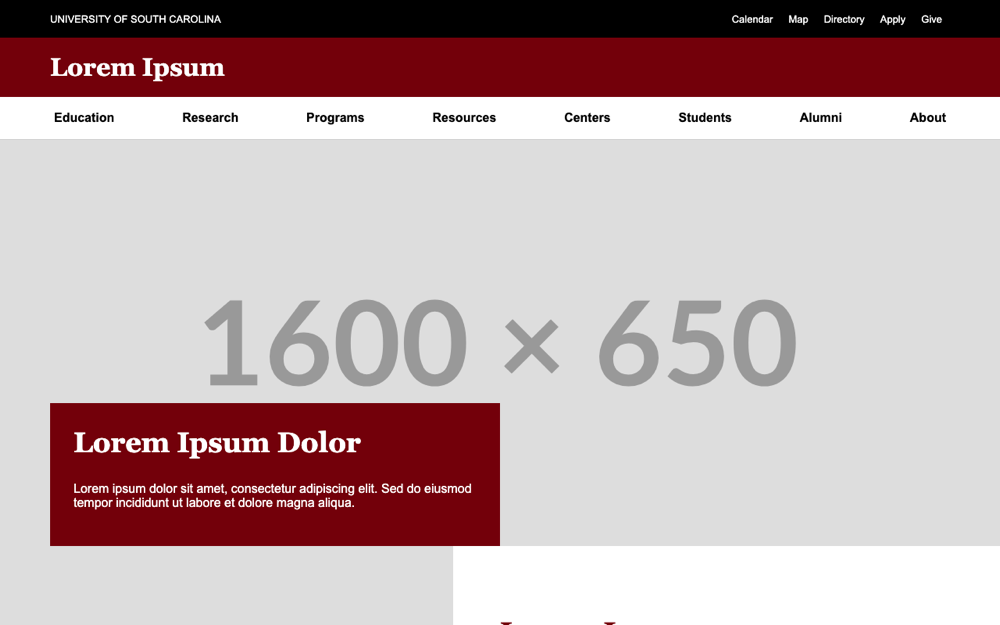 UNIVERSITY OF SOUTH CAROLINA
Calendar Map Directory Apply Give
Lorem Ipsum
Education Research Programs Resources Centers Students Alumni About
1600 × 650
Lorem Ipsum Dolor
Lorem ipsum dolor sit amet, consectetur adipiscing elit. Sed do eiusmod
tempor incididunt ut labore et dolore magna aliqua.